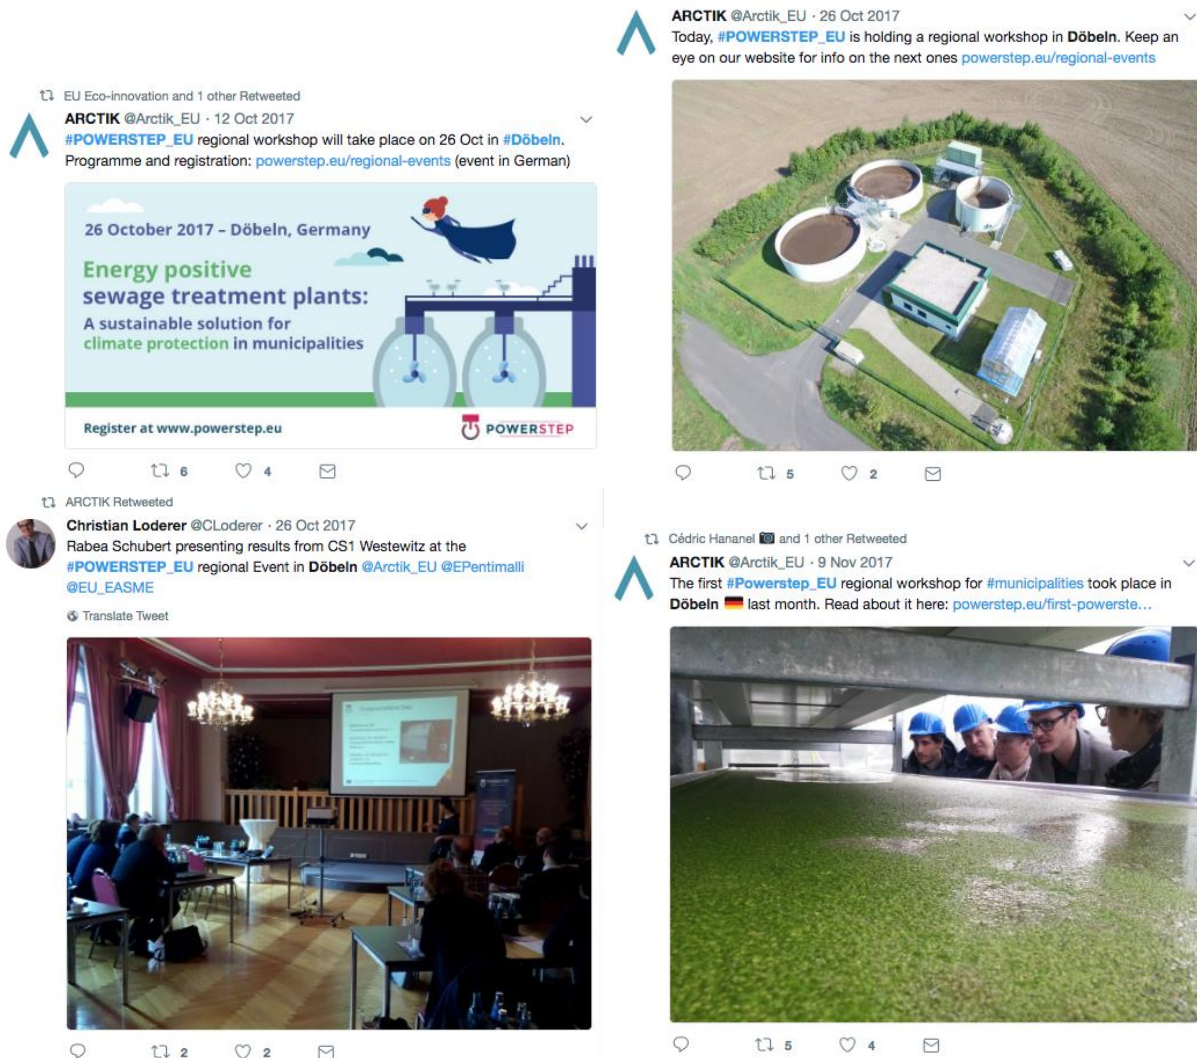 EU Eco-innovation and 1 other Retweeted
ARCTIK @Arctik_EU · 12 Oct 2017
#POWERSTEP_EU regional workshop will take place on 26 Oct in #Döbeln.
Programme and registration: powerstep.eu/regional-events (event in German)
26 October 2017 – Döbeln, Germany
Energy positive
sewage treatment plants:
A sustainable solution for
climate protection in municipalities
Register at www.powerstep.eu
POWERSTEP
6
4
ARCTIK @Arctik_EU · 26 Oct 2017
Today, #POWERSTEP_EU is holding a regional workshop in Döbeln. Keep an
eye on our website for info on the next ones powerstep.eu/regional-events
5
2
ARCTIK Retweeted
Christian Loderer @CLoderer · 26 Oct 2017
Rabea Schubert presenting results from CS1 Westewitz at the
#POWERSTEP_EU regional Event in Döbeln @Arctik_EU @EPentimalli
@EU_EASME
Translate Tweet
2
2
Cédric Hananel 📷 and 1 other Retweeted
ARCTIK @Arctik_EU · 9 Nov 2017
The first #Powerstep_EU regional workshop for #municipalities took place in
Döbeln 🇩🇪 last month. Read about it here: powerstep.eu/first-powerste…
5
4